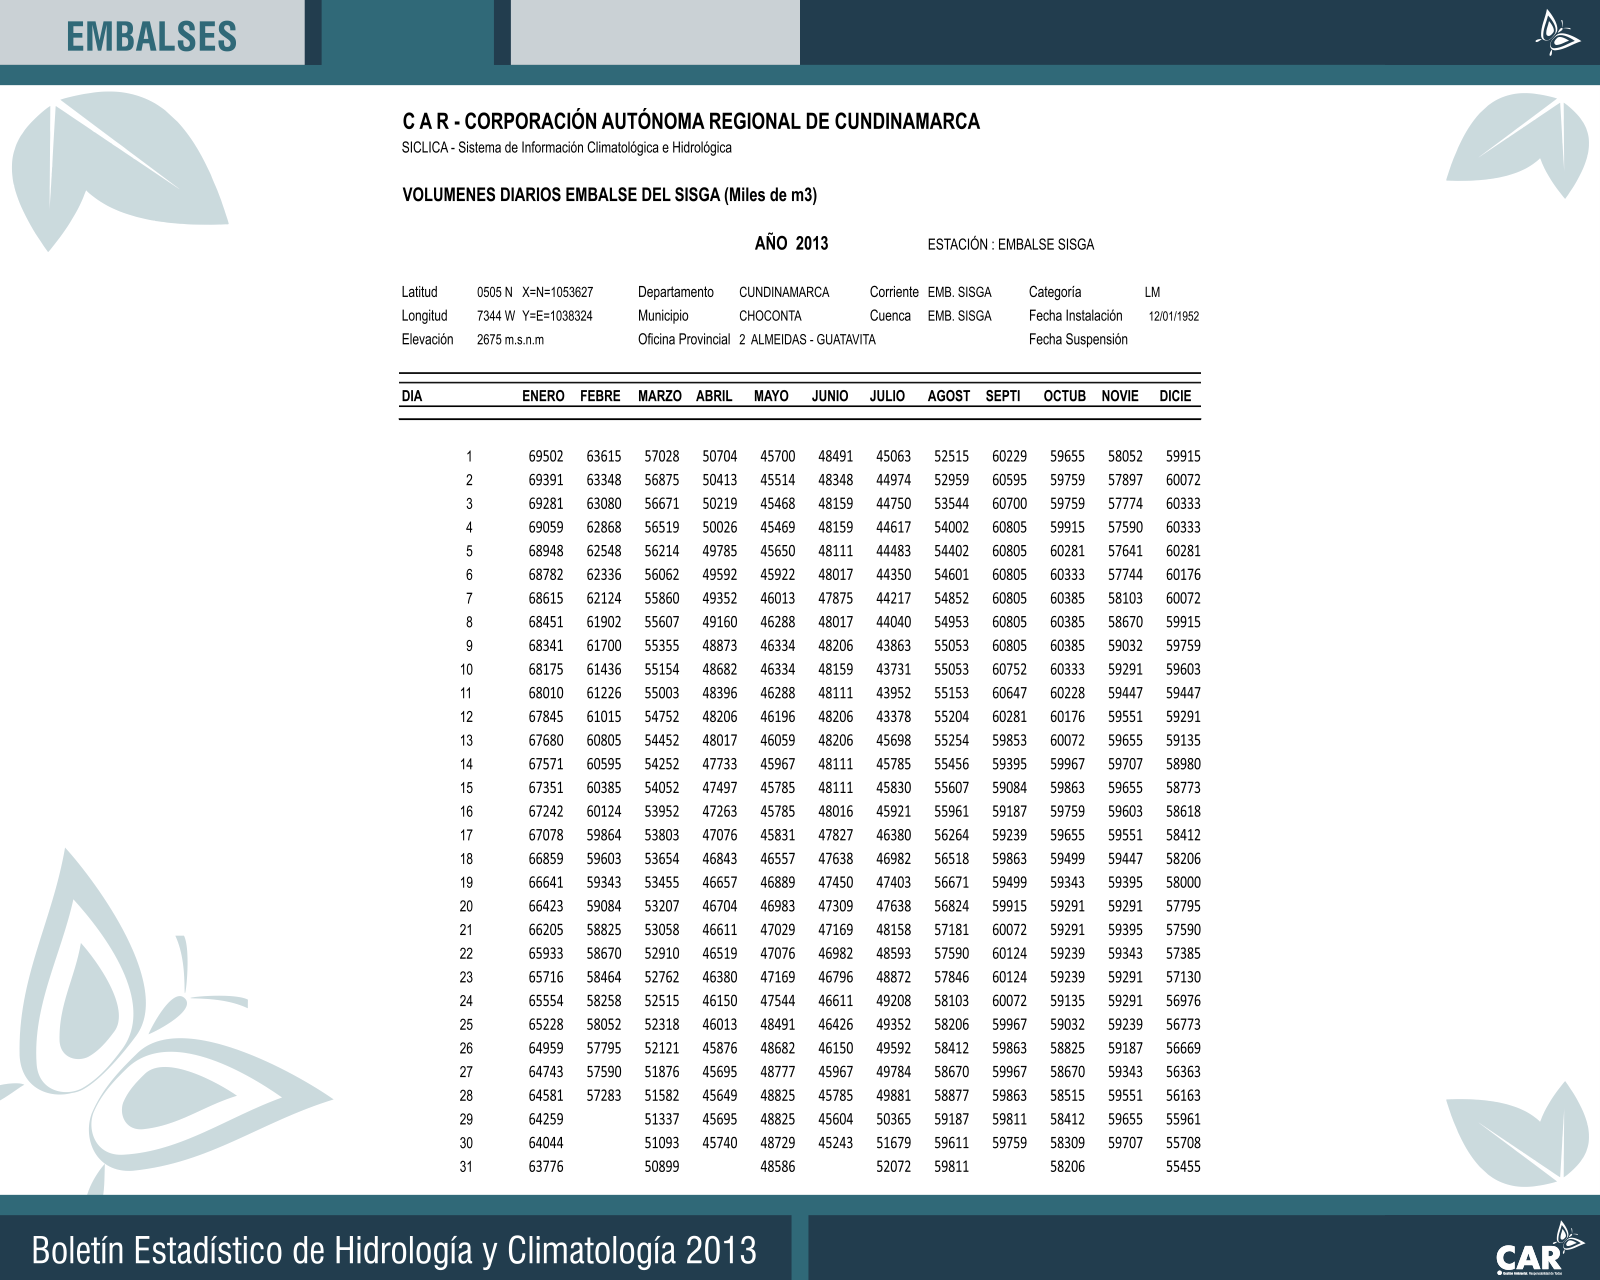 EMBALSES
C A R - CORPORACIÓN AUTÓNOMA REGIONAL DE CUNDINAMARCA
SICLICA - Sistema de Información Climatológica e Hidrológica
VOLUMENES DIARIOS EMBALSE DEL SISGA (Miles de m3)
AÑO 2013 ESTACIÓN : EMBALSE SISGA
Latitud 0505 N X=N=1053627 Departamento CUNDINAMARCA Corriente EMB. SISGA Categoría LM
Longitud 7344 W Y=E=1038324 Municipio CHOCONTA Cuenca EMB. SISGA Fecha Instalación 12/01/1952
Elevación 2675 m.s.n.m Oficina Provincial 2 ALMEIDAS - GUATAVITA Fecha Suspensión
DIA ENERO FEBRE MARZO ABRIL MAYO JUNIO JULIO AGOST SEPTI OCTUB NOVIE DICIE
1 69502 63615 57028 50704 45700 48491 45063 52515 60229 59655 58052 59915
2 69391 63348 56875 50413 45514 48348 44974 52959 60595 59759 57897 60072
3 69281 63080 56671 50219 45468 48159 44750 53544 60700 59759 57774 60333
4 69059 62868 56519 50026 45469 48159 44617 54002 60805 59915 57590 60333
5 68948 62548 56214 49785 45650 48111 44483 54402 60805 60281 57641 60281
6 68782 62336 56062 49592 45922 48017 44350 54601 60805 60333 57744 60176
7 68615 62124 55860 49352 46013 47875 44217 54852 60805 60385 58103 60072
8 68451 61902 55607 49160 46288 48017 44040 54953 60805 60385 58670 59915
9 68341 61700 55355 48873 46334 48206 43863 55053 60805 60385 59032 59759
10 68175 61436 55154 48682 46334 48159 43731 55053 60752 60333 59291 59603
11 68010 61226 55003 48396 46288 48111 43952 55153 60647 60228 59447 59447
12 67845 61015 54752 48206 46196 48206 43378 55204 60281 60176 59551 59291
13 67680 60805 54452 48017 46059 48206 45698 55254 59853 60072 59655 59135
14 67571 60595 54252 47733 45967 48111 45785 55456 59395 59967 59707 58980
15 67351 60385 54052 47497 45785 48111 45830 55607 59084 59863 59655 58773
16 67242 60124 53952 47263 45785 48016 45921 55961 59187 59759 59603 58618
17 67078 59864 53803 47076 45831 47827 46380 56264 59239 59655 59551 58412
18 66859 59603 53654 46843 46557 47638 46982 56518 59863 59499 59447 58206
19 66641 59343 53455 46657 46889 47450 47403 56671 59499 59343 59395 58000
20 66423 59084 53207 46704 46983 47309 47638 56824 59915 59291 59291 57795
21 66205 58825 53058 46611 47029 47169 48158 57181 60072 59291 59395 57590
22 65933 58670 52910 46519 47076 46982 48593 57590 60124 59239 59343 57385
23 65716 58464 52762 46380 47169 46796 48872 57846 60124 59239 59291 57130
24 65554 58258 52515 46150 47544 46611 49208 58103 60072 59135 59291 56976
25 65228 58052 52318 46013 48491 46426 49352 58206 59967 59032 59239 56773
26 64959 57795 52121 45876 48682 46150 49592 58412 59863 58825 59187 56669
27 64743 57590 51876 45695 48777 45967 49784 58670 59967 58670 59343 56363
28 64581 57283 51582 45649 48825 45785 49881 58877 59863 58515 59551 56163
29 64259 51337 45695 48825 45604 50365 59187 59811 58412 59655 55961
30 64044 51093 45740 48729 45243 51679 59611 59759 58309 59707 55708
31 63776 50899 48586 52072 59811 58206 55455
Boletín Estadístico de Hidrología y Climatología 2013
CAR